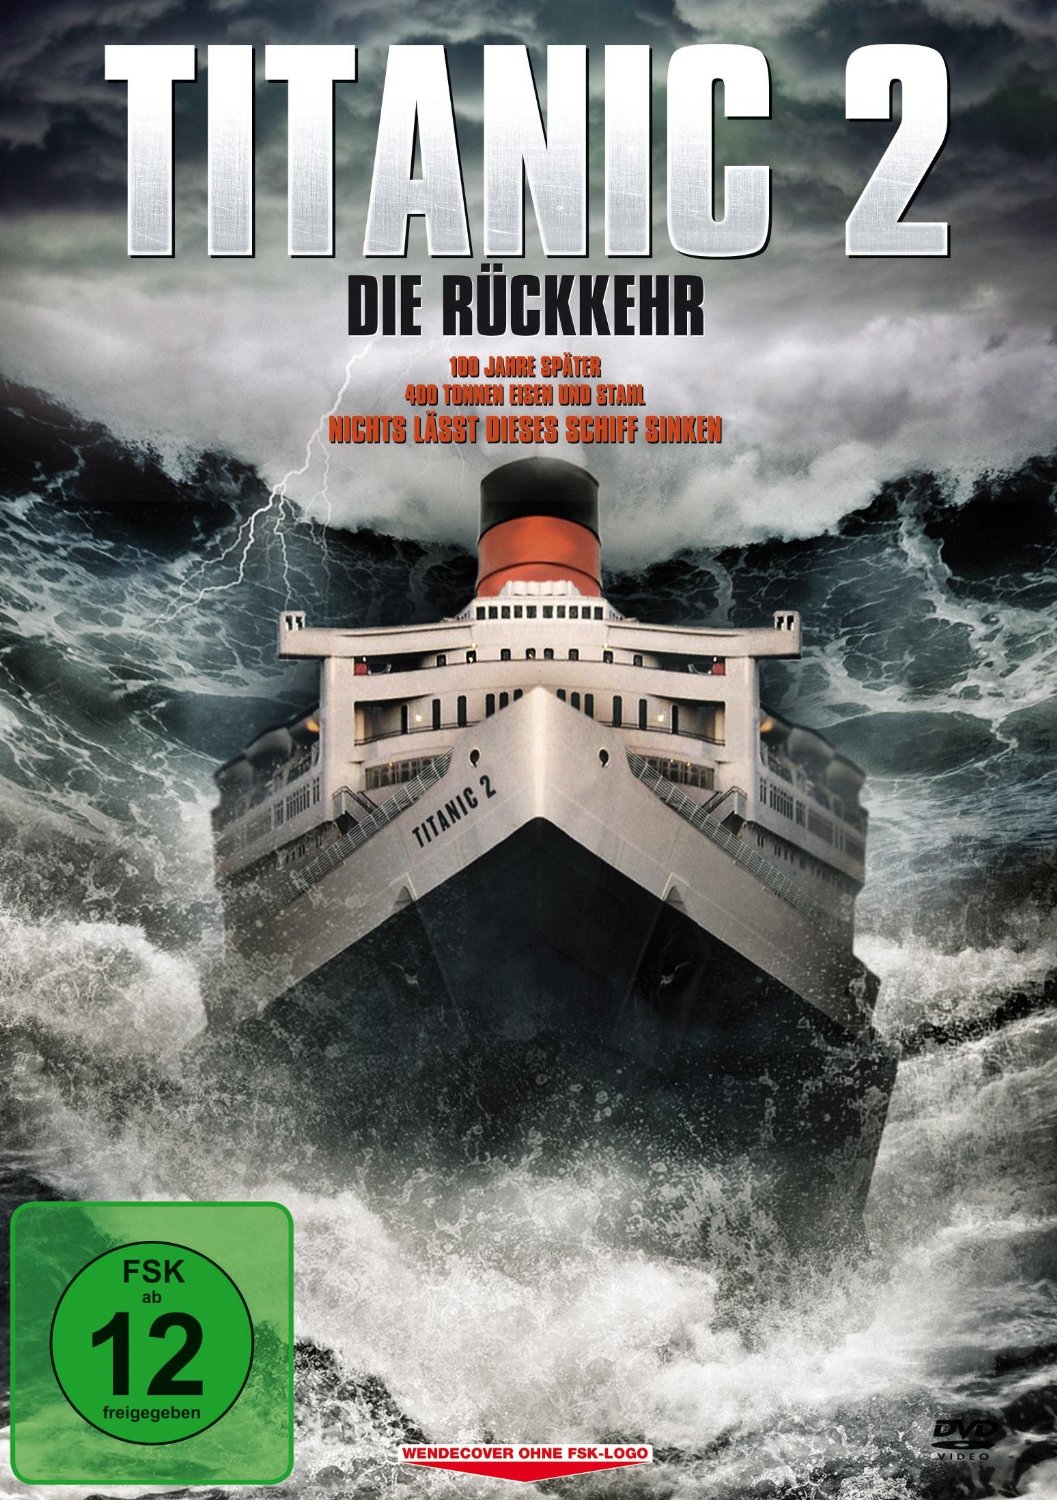 TITANIC 2
DIE RÜCKKEHR
100 JAHRE SPÄTER
400 TONNEN EISEN UND STAHL
NICHTS LÄSST DIESES SCHIFF SINKEN
TITANIC 2
FSK
ab
12
freigegeben
WENDECOVER OHNE FSK-LOGO
DVD
VIDEO